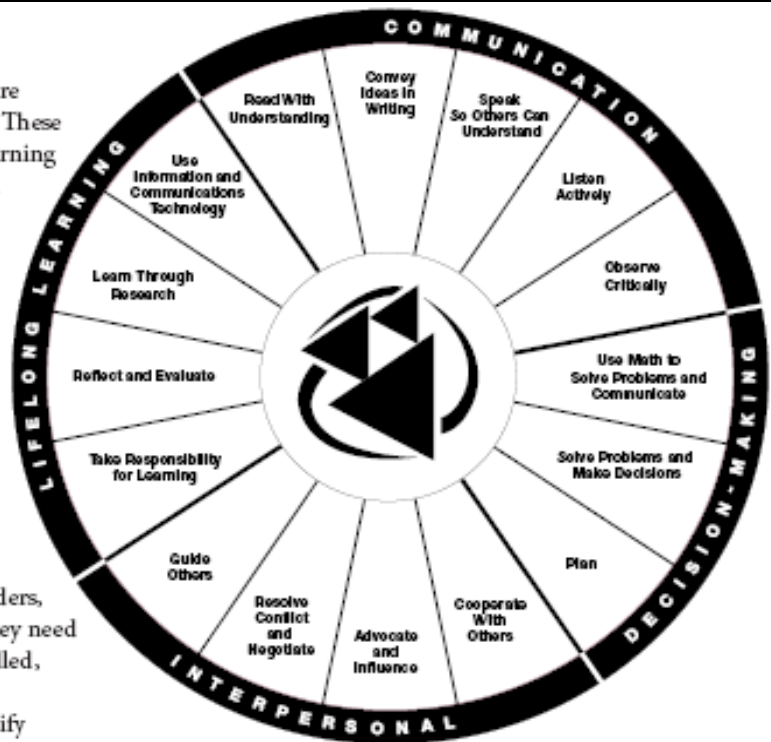 re
These
rning
ders,
ey need
lled,
ify
COMMUNICATION
Read With
Understanding
Convey
Ideas in
Writing
Speak
So Others Can
Understand
Listen
Actively
Observe
Critically
DECISION-MAKING
Use Math to
Solve Problems and
Communicate
Solve Problems and
Make Decisions
Plan
INTERPERSONAL
Cooperate
With
Others
Advocate
and
Influence
Resolve
Conflict
and
Negotiate
Guide
Others
LIFELONG LEARNING
Take Responsibility
for Learning
Reflect and Evaluate
Learn Through
Research
Use
Information and
Communications
Technology